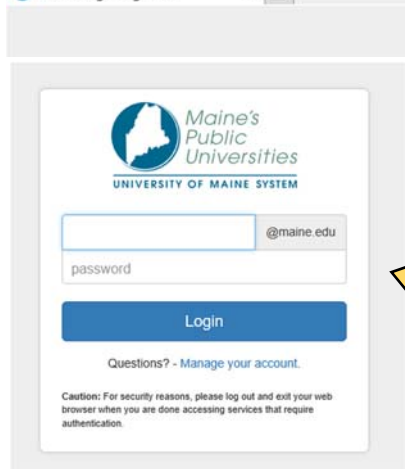 Maine's
Public
Universities
UNIVERSITY OF MAINE SYSTEM
@maine.edu
password
Login
Questions? - Manage your account.
Caution: For security reasons, please log out and exit your web
browser when you are done accessing services that require
authentication.